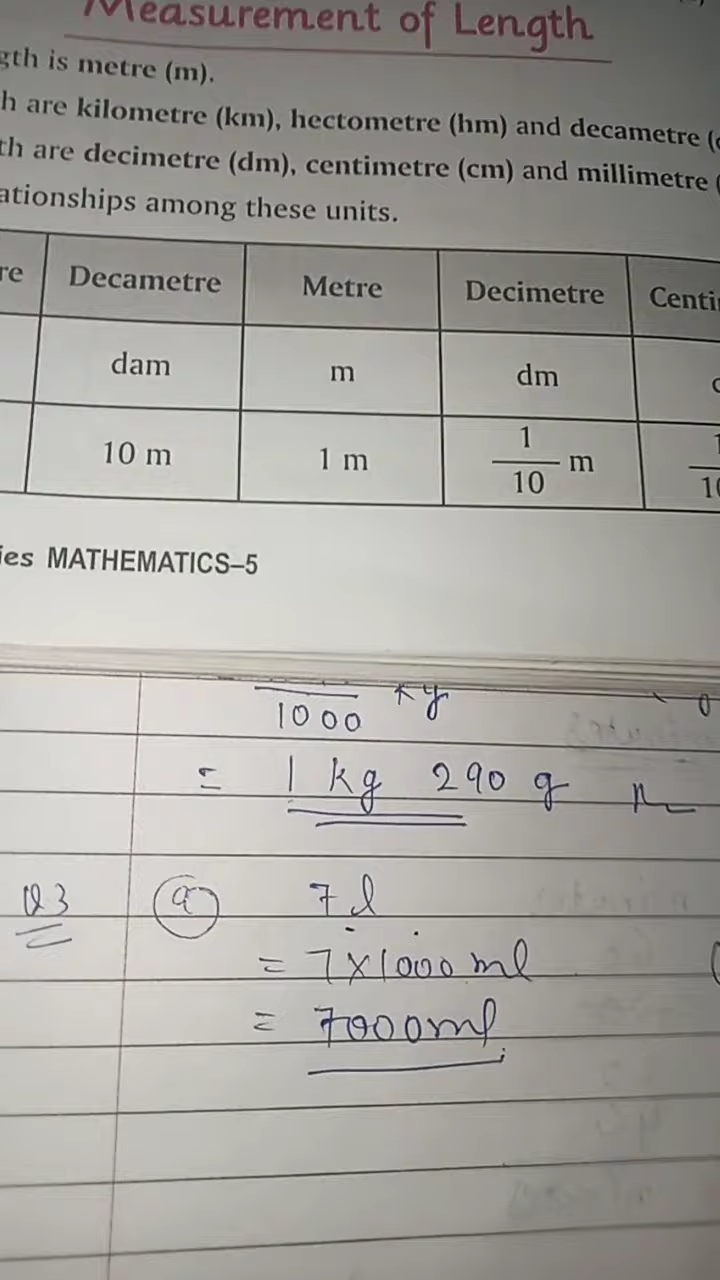 Measurement of Length
gth is metre (m).
h are kilometre (km), hectometre (hm) and decametre (
th are decimetre (dm), centimetre (cm) and millimetre (
ationships among these units.
re Decametre Metre Decimetre Centi
dam m dm
10 m 1 m 1/10 m
ies MATHEMATICS–5
1000 kg
= 1 kg 290 g
Q3 (a) 7 l
= 7 x 1000 ml
= 7000 ml